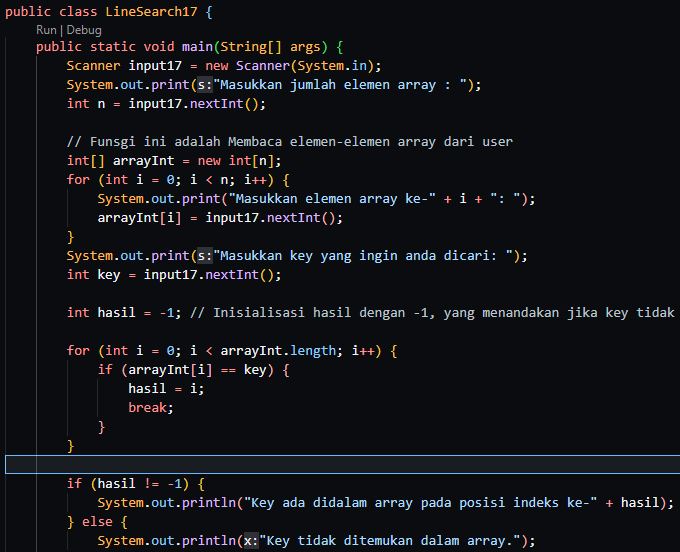 public class LineSearch17 {
Run | Debug
public static void main(String[] args) {
Scanner input17 = new Scanner(System.in);
System.out.print(s:"Masukkan jumlah elemen array : ");
int n = input17.nextInt();
// Funsgi ini adalah Membaca elemen-elemen array dari user
int[] arrayInt = new int[n];
for (int i = 0; i < n; i++) {
System.out.print("Masukkan elemen array ke-" + i + ": ");
arrayInt[i] = input17.nextInt();
}
System.out.print(s:"Masukkan key yang ingin anda dicari: ");
int key = input17.nextInt();
int hasil = -1; // Inisialisasi hasil dengan -1, yang menandakan jika key tidak
for (int i = 0; i < arrayInt.length; i++) {
if (arrayInt[i] == key) {
hasil = i;
break;
}
}
if (hasil != -1) {
System.out.println("Key ada didalam array pada posisi indeks ke-" + hasil);
} else {
System.out.println(x:"Key tidak ditemukan dalam array.");